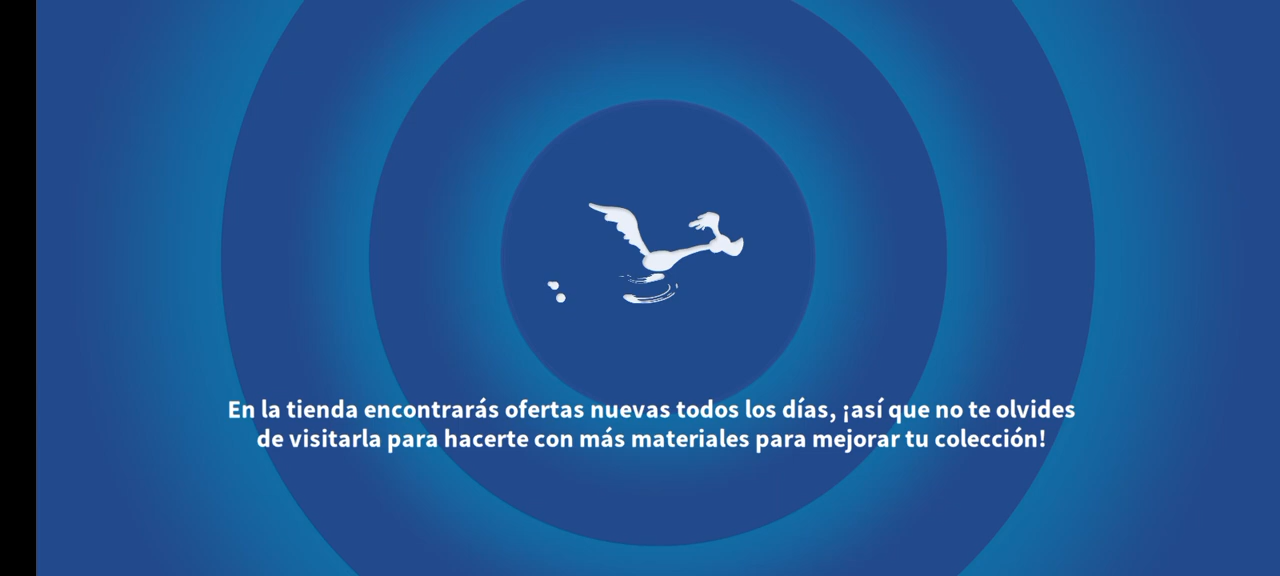 En la tienda encontrarás ofertas nuevas todos los días, ¡así que no te olvides
de visitarla para hacerte con más materiales para mejorar tu colección!